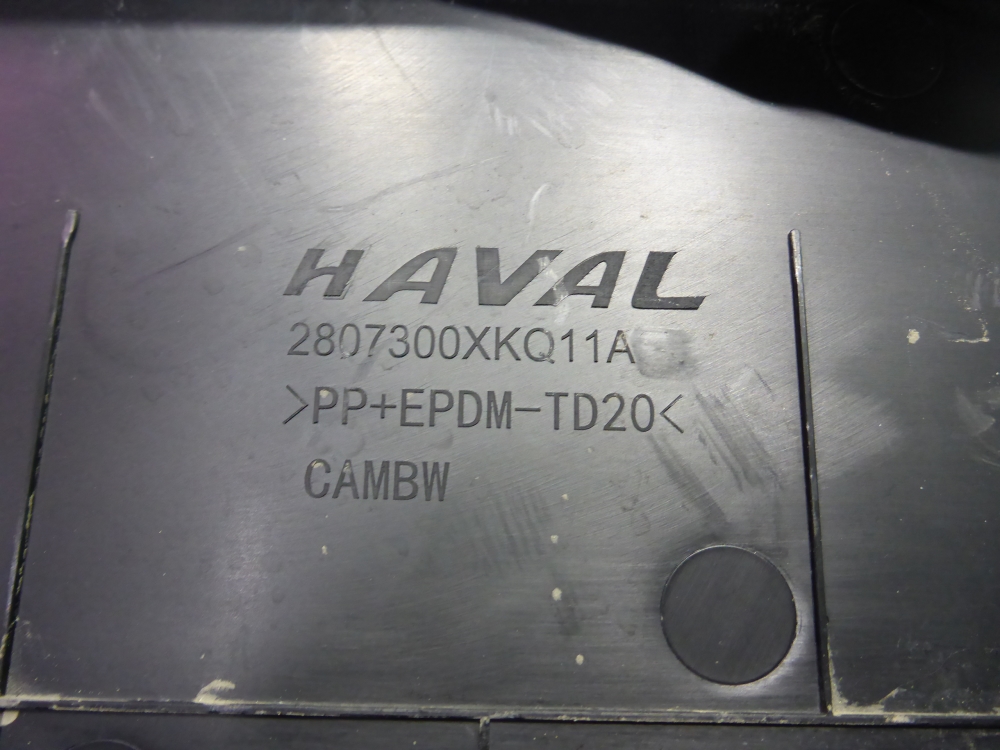 HAVAL
2807300XKQ11A
>PP+EPDM-TD20<
CAMBW